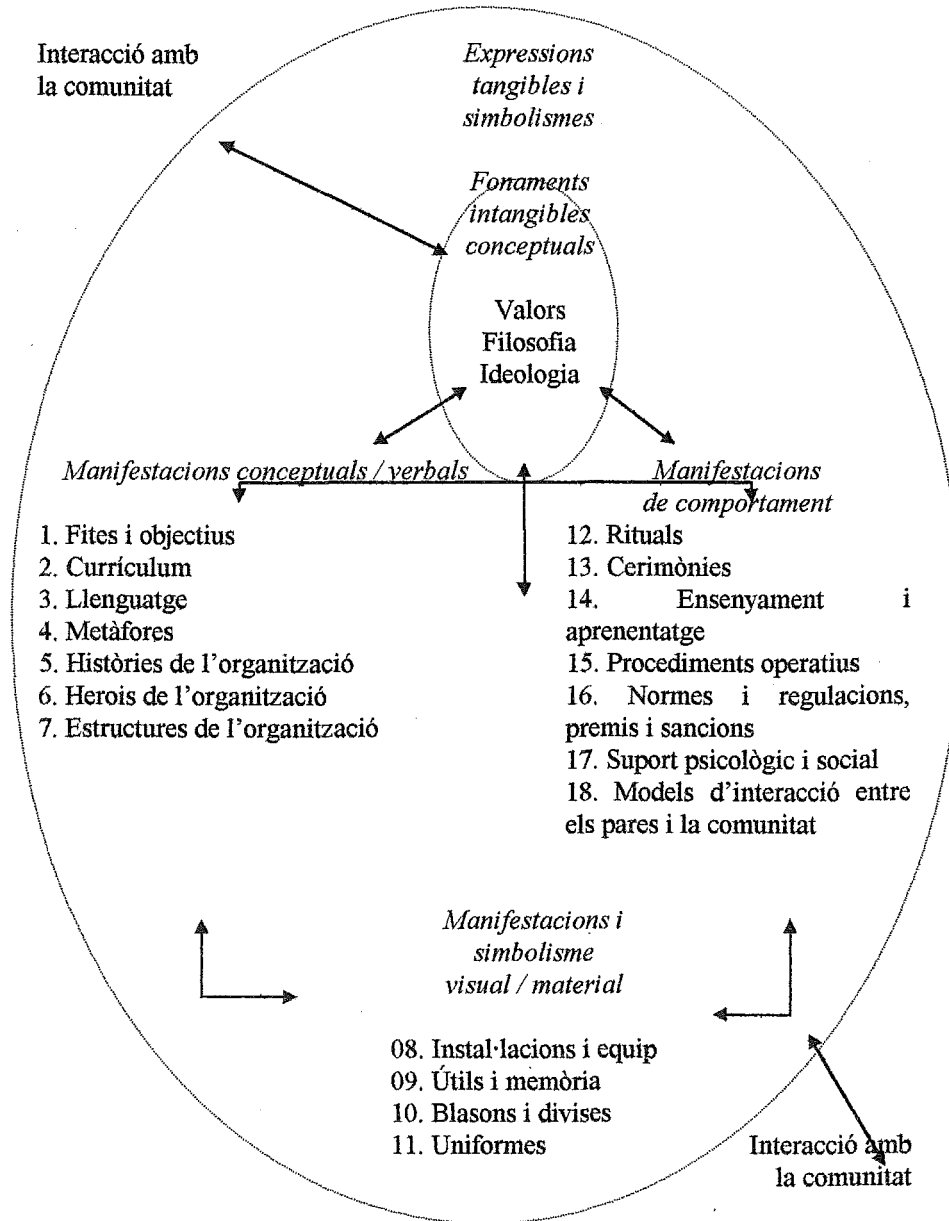 Interacció amb
la comunitat
Expressions
tangibles i
simbolismes
Fonaments
intangibles
conceptuals
Valors
Filosofia
Ideologia
Manifestacions conceptuals / verbals
1. Fites i objectius
2. Currículum
3. Llenguatge
4. Metàfores
5. Històries de l'organització
6. Herois de l'organització
7. Estructures de l'organització
Manifestacions
de comportament
12. Rituals
13. Cerimònies
14. Ensenyament i
aprenentatge
15. Procediments operatius
16. Normes i regulacions,
premis i sancions
17. Suport psicològic i social
18. Models d'interacció entre
els pares i la comunitat
Manifestacions i
simbolisme
visual / material
08. Instal·lacions i equip
09. Útils i memòria
10. Blasons i divises
11. Uniformes
Interacció amb
la comunitat